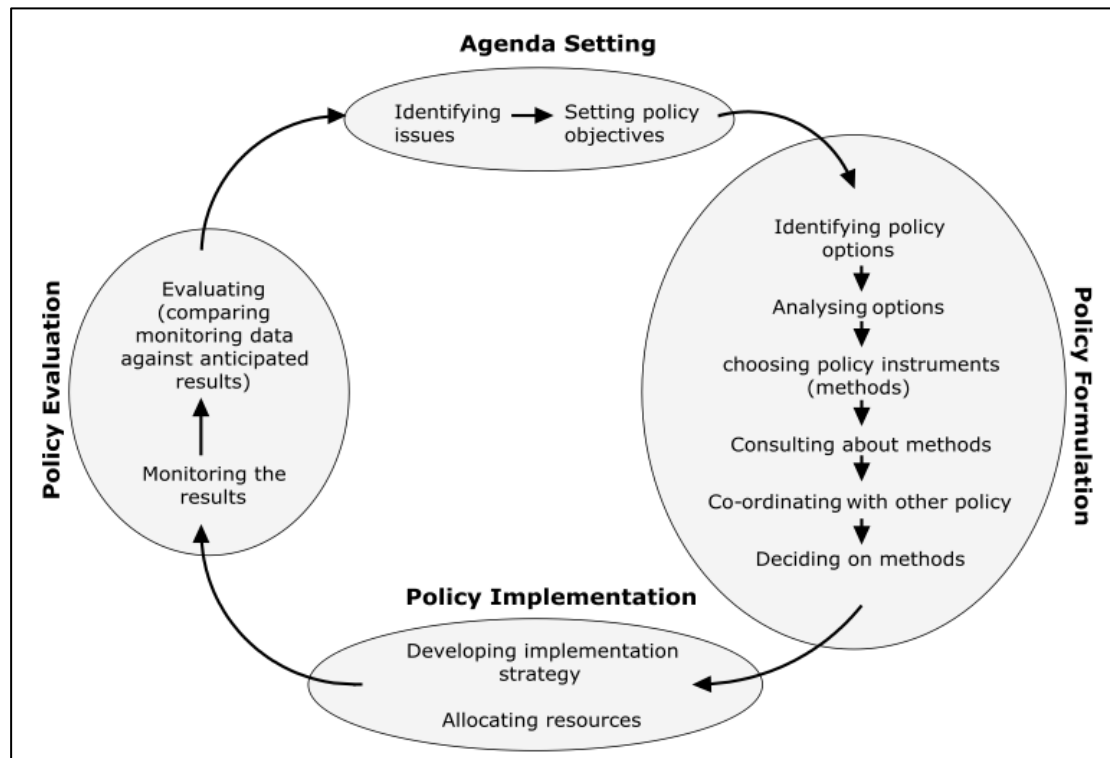 Agenda Setting
Identifying
issues
Setting policy
objectives
Policy Formulation
Identifying policy
options
Analysing options
choosing policy instruments
(methods)
Consulting about methods
Co-ordinating with other policy
Deciding on methods
Policy Implementation
Developing implementation
strategy
Allocating resources
Policy Evaluation
Monitoring the
results
Evaluating
(comparing
monitoring data
against anticipated
results)